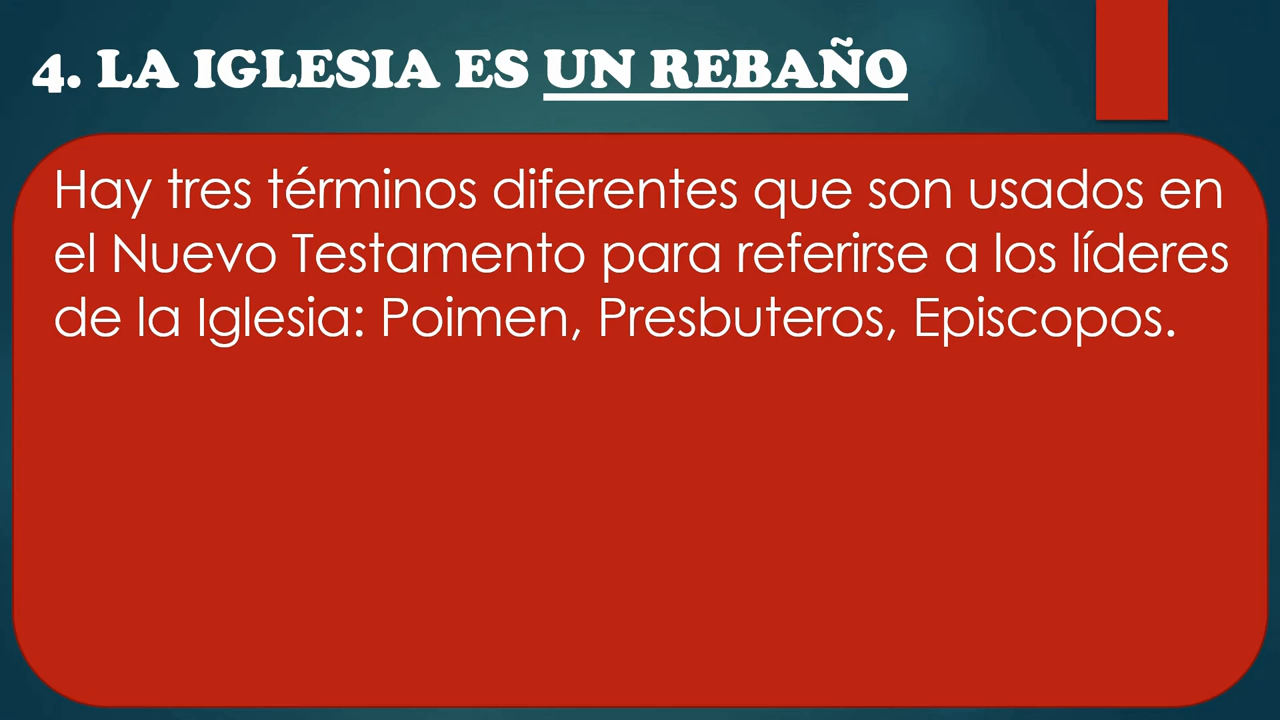 4. LA IGLESIA ES UN REBAÑO
Hay tres términos diferentes que son usados en
el Nuevo Testamento para referirse a los líderes
de la Iglesia: Poimen, Presbuteros, Episcopos.